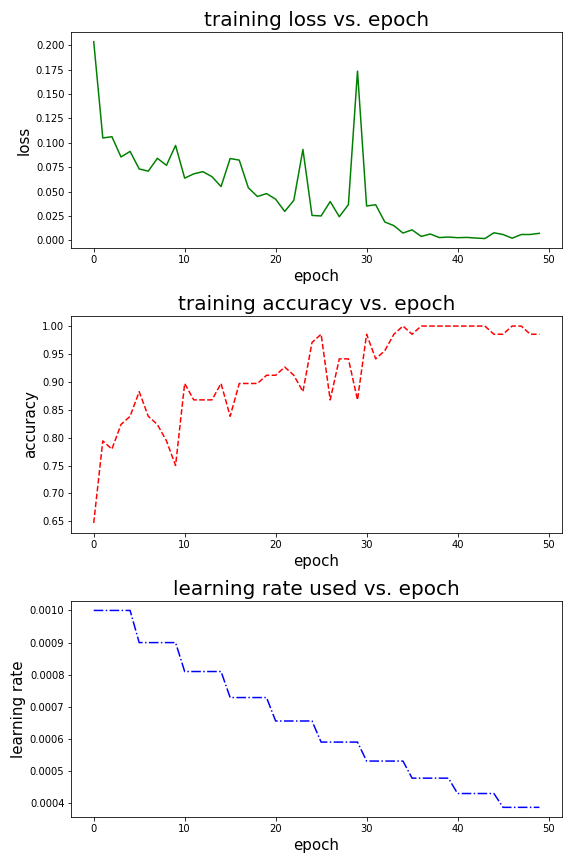 training loss vs. epoch
0.200
0.175
0.150
0.125
0.100
0.075
0.050
0.025
0.000
loss
0 10 20 30 40 50
epoch
training accuracy vs. epoch
1.00
0.95
0.90
0.85
0.80
0.75
0.70
0.65
accuracy
0 10 20 30 40 50
epoch
learning rate used vs. epoch
0.0010
0.0009
0.0008
0.0007
0.0006
0.0005
0.0004
learning rate
0 10 20 30 40 50
epoch